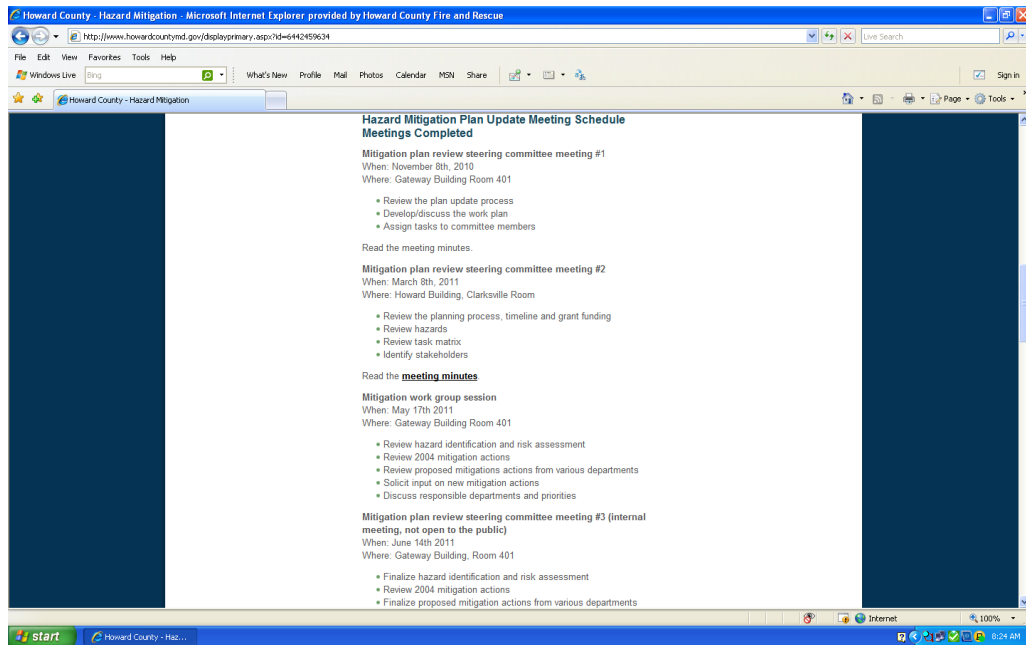 Howard County - Hazard Mitigation - Microsoft Internet Explorer provided by Howard County Fire and Rescue
http://www.howardcountymd.gov/displayprimary.aspx?id=6442459634
Live Search
File Edit View Favorites Tools Help
Windows Live Bing What's New Profile Mail Photos Calendar MSN Share Sign in
Howard County - Hazard Mitigation Page Tools
Hazard Mitigation Plan Update Meeting Schedule
Meetings Completed
Mitigation plan review steering committee meeting #1
When: November 8th, 2010
Where: Gateway Building Room 401
• Review the plan update process
• Develop/discuss the work plan
• Assign tasks to committee members
Read the meeting minutes.
Mitigation plan review steering committee meeting #2
When: March 8th, 2011
Where: Howard Building, Clarksville Room
• Review the planning process, timeline and grant funding
• Review hazards
• Review task matrix
• Identify stakeholders
Read the meeting minutes.
Mitigation work group session
When: May 17th 2011
Where: Gateway Building Room 401
• Review hazard identification and risk assessment
• Review 2004 mitigation actions
• Review proposed mitigations actions from various departments
• Solicit input on new mitigation actions
• Discuss responsible departments and priorities
Mitigation plan review steering committee meeting #3 (internal
meeting, not open to the public)
When: June 14th 2011
Where: Gateway Building, Room 401
• Finalize hazard identification and risk assessment
• Review 2004 mitigation actions
• Finalize proposed mitigation actions from various departments
Internet 100%
start Howard County - Haz... 8:24 AM